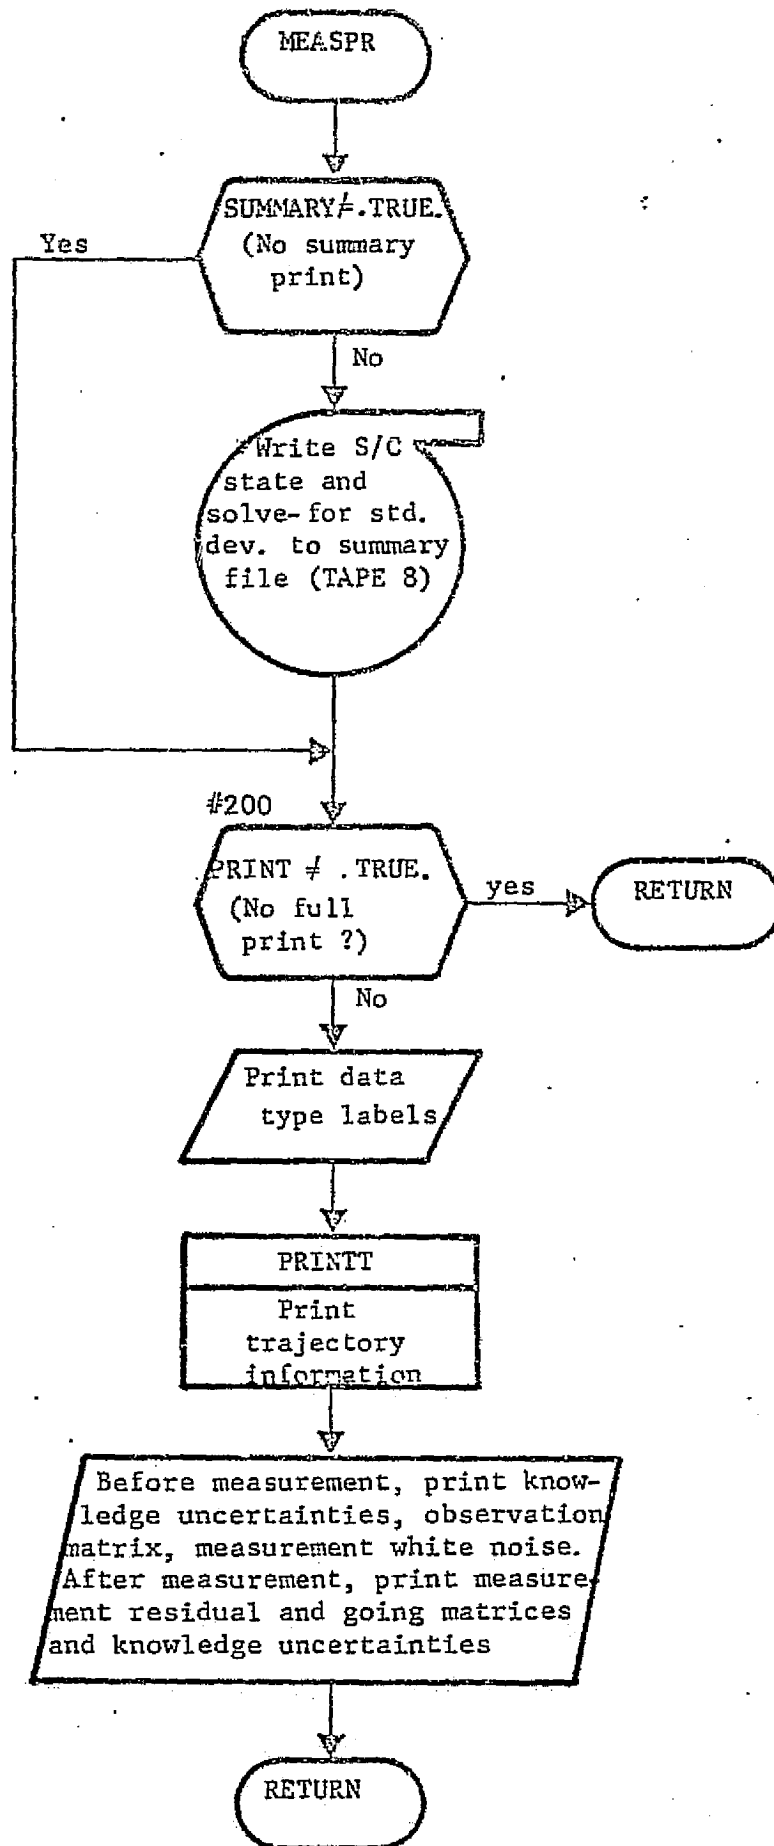 MEASPR
SUMMARY≠.TRUE.
(No summary
print)
Yes
No
Write S/C
state and
solve-for std.
dev. to summary
file (TAPE 8)
#200
PRINT ≠ .TRUE.
(No full
print ?)
yes
RETURN
No
Print data
type labels
PRINTT
Print
trajectory
information
Before measurement, print know-
ledge uncertainties, observation
matrix, measurement white noise.
After measurement, print measure-
ment residual and going matrices
and knowledge uncertainties
RETURN